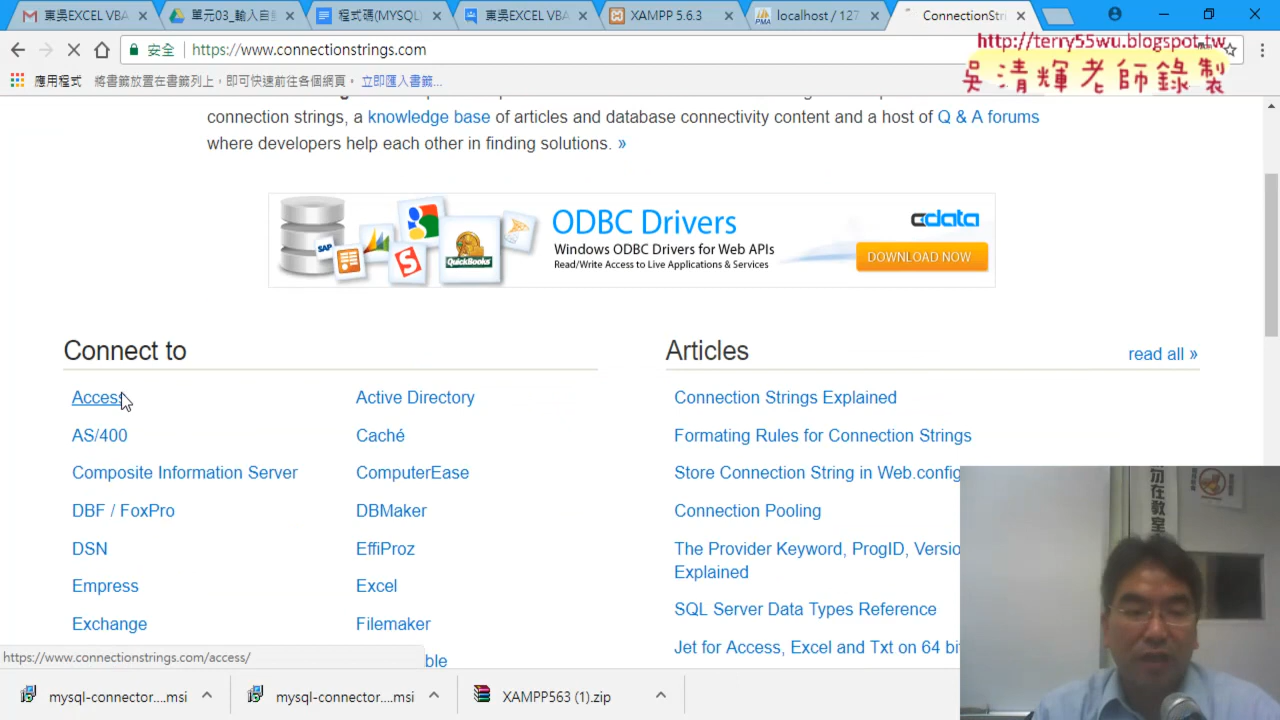 東吳EXCEL VBA
單元03_輸入自
程式碼(MYSQL)
東吳EXCEL VBA
XAMPP 5.6.3
localhost / 127
ConnectionStri
安全
https://www.connectionstrings.com
http://terry55wu.blogspot.tw
吳清輝老師錄製
應用程式
將書籤放置在書籤列上，即可快速前往各個網頁。
立即匯入書籤...
connection strings, a knowledge base of articles and database connectivity content and a host of Q & A forums
where developers help each other in finding solutions. »
SAP
QuickBooks
ODBC Drivers
Windows ODBC Drivers for Web APIs
Read/Write Access to Live Applications & Services
cdata
DOWNLOAD NOW
Connect to
Access
Active Directory
AS/400
Caché
Composite Information Server
ComputerEase
DBF / FoxPro
DBMaker
DSN
EffiProz
Empress
Excel
Exchange
Filemaker
ble
Articles
read all »
Connection Strings Explained
Formating Rules for Connection Strings
Store Connection String in Web.config
Connection Pooling
The Provider Keyword, ProgID, Versio
Explained
SQL Server Data Types Reference
Jet for Access, Excel and Txt on 64 bi
勿在教室
https://www.connectionstrings.com/access/
mysql-connector....msi
mysql-connector....msi
XAMPP563 (1).zip